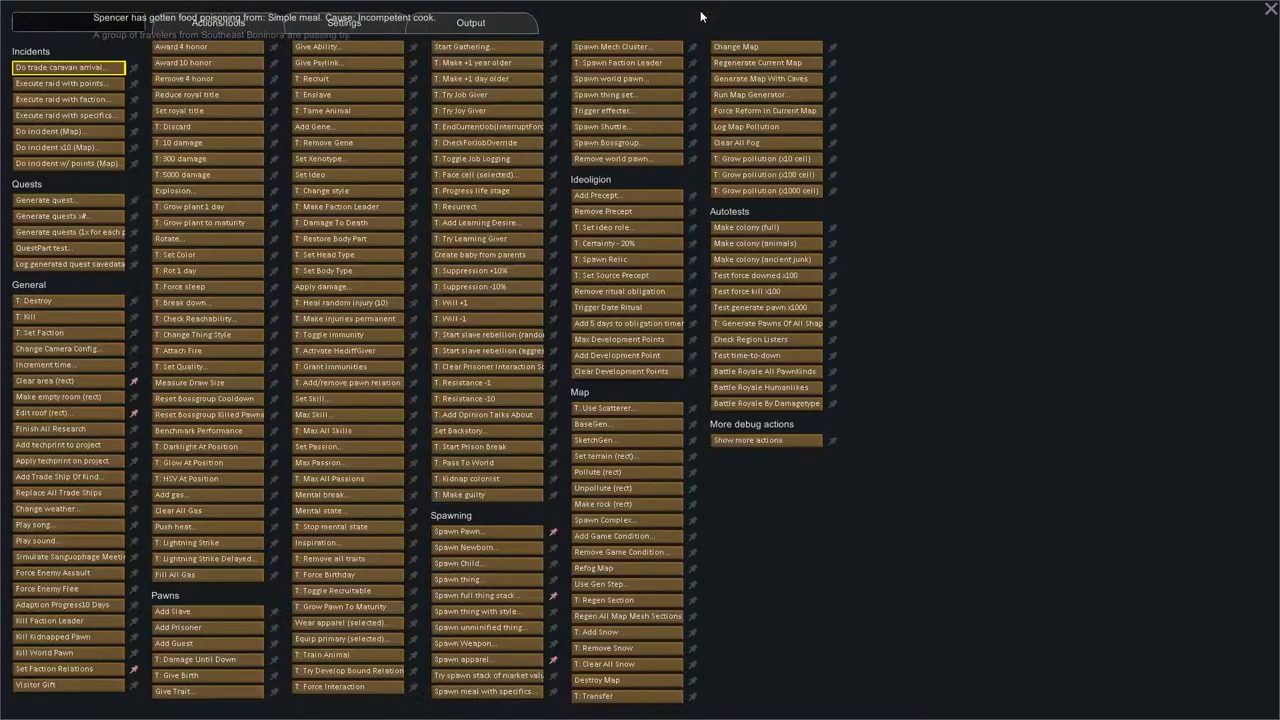 Spencer has gotten food poisoning from: Simple meal. Cause: Incompetent cook.
A group of travelers from Southeast Boninora are passing by.
Actions/tools
Settings
Output
Incidents
Do trade caravan arrival...
Execute raid with points...
Execute raid with faction...
Execute raid with specifics...
Do incident (Map)...
Do incident x10 (Map)...
Do incident w/ points (Map)...
Quests
Generate quest...
Generate quests x#...
Generate quests (1x for each p
QuestPart test...
Log generated quest savedata
General
T: Destroy
T: Kill
T: Set Faction
Change Camera Config...
Increment time...
Clear area (rect)
Make empty room (rect)
Edit roof (rect)...
Finish All Research
Add techprint to project
Apply techprint on project
Add Trade Ship Of Kind...
Replace All Trade Ships
Change weather...
Play song...
Play sound...
Simulate Sanguophage Meeti
Force Enemy Assault
Force Enemy Flee
Adaption Progress10 Days
Kill Faction Leader
Kill Kidnapped Pawn
Kill World Pawn
Set Faction Relations
Visitor Gift
Award 4 honor
Award 10 honor
Remove 4 honor
Reduce royal title
Set royal title
T: Discard
T: 10 damage
T: 300 damage
T: 5000 damage
Explosion...
T: Grow plant 1 day
T: Grow plant to maturity
Rotate...
T: Set Color
T: Rot 1 day
T: Force sleep
T: Break down...
T: Check Reachability...
T: Change Thing Style
T: Attach Fire
T: Set Quality...
Measure Draw Size
Reset Bossgroup Cooldown
Reset Bossgroup Killed Pawns
Benchmark Performance
T: Darklight At Position
T: Glow At Position
T: HSV At Position
Add gas...
Clear All Gas
Push heat...
T: Lightning Strike
T: Lightning Strike Delayed...
Fill All Gas
Pawns
Add Slave
Add Prisoner
Add Guest
T: Damage Until Down
T: Give Birth
Give Trait...
Give Ability...
Give Psylink...
T: Recruit
T: Enslave
T: Tame Animal
Add Gene...
T: Remove Gene
Set Xenotype...
Set Ideo
T: Change style
T: Make Faction Leader
T: Damage To Death
T: Restore Body Part
T: Set Head Type
T: Set Body Type
Apply damage...
T: Heal random injury (10)
T: Make injuries permanent
T: Toggle immunity
T: Activate HediffGiver
T: Grant immunities
T: Add/remove pawn relation
Set Skill...
Max Skill...
T: Max All Skills
Set Passion...
Max Passion...
T: Max All Passions
Mental break...
Mental state...
T: Stop mental state
Inspiration...
T: Remove all traits
T: Force Birthday
T: Toggle Recruitable
T: Grow Pawn To Maturity
Wear apparel (selected)...
Equip primary (selected)...
T: Train Animal
T: Try Develop Bound Relation
T: Force Interaction
Start Gathering...
T: Make +1 year older
T: Make +1 day older
T: Try Job Giver
T: Try Joy Giver
T: EndCurrentJob(InterruptForc
T: CheckForJobOverride
T: Toggle Job Logging
T: Face cell (selected)...
T: Progress life stage
T: Resurrect
T: Add Learning Desire...
T: Try Learning Giver
Create baby from parents
T: Suppression +10%
T: Suppression -10%
T: Will +1
T: Will -1
T: Start slave rebellion (rando
T: Start slave rebellion (aggres
T: Clear Prisoner Interaction Sc
T: Resistance -1
T: Resistance -10
T: Add Opinion Talks About
Set Backstory...
T: Start Prison Break
T: Pass To World
T: Kidnap colonist
T: Make guilty
Spawning
Spawn Pawn...
Spawn Newborn...
Spawn Child...
Spawn thing...
Spawn full thing stack...
Spawn thing with style...
Spawn unminified thing...
Spawn Weapon...
Spawn apparel...
Try spawn stack of market valu
Spawn meal with specifics...
Spawn Mech Cluster...
T: Spawn Faction Leader
Spawn world pawn...
Spawn thing set...
Trigger effecter...
Spawn Shuttle...
Spawn Bossgroup...
Remove world pawn...
Ideoligion
Add Precept...
Remove Precept
T: Set ideo role...
T: Certainty - 20%
T: Spawn Relic
T: Set Source Precept
Remove ritual obligation
Trigger Date Ritual
Add 5 days to obligation timer
Max Development Points
Add Development Point
Clear Development Points
Map
T: Use Scatterer...
BaseGen...
SketchGen...
Set terrain (rect)...
Pollute (rect)
Unpollute (rect)
Make rock (rect)
Spawn Complex...
Add Game Condition...
Remove Game Condition...
Refog Map
Use Gen Step...
T: Regen Section
Regen All Map Mesh Sections
T: Add Snow
T: Remove Snow
T: Clear All Snow
Destroy Map
T: Transfer
Change Map
Regenerate Current Map
Generate Map With Caves
Run Map Generator...
Force Reform in Current Map
Log Map Pollution
Clear All Fog
T: Grow pollution (x10 cell)
T: Grow pollution (x100 cell)
T: Grow pollution (x1000 cell)
Autotests
Make colony (full)
Make colony (animals)
Make colony (ancient junk)
Test force downed x100
Test force kill x100
Test generate pawn x1000
T: Generate Pawns Of All Shap
Check Region Listers
Test time-to-down
Battle Royale All PawnKinds
Battle Royale Humanlikes
Battle Royale By Damagetype
More debug actions
Show more actions